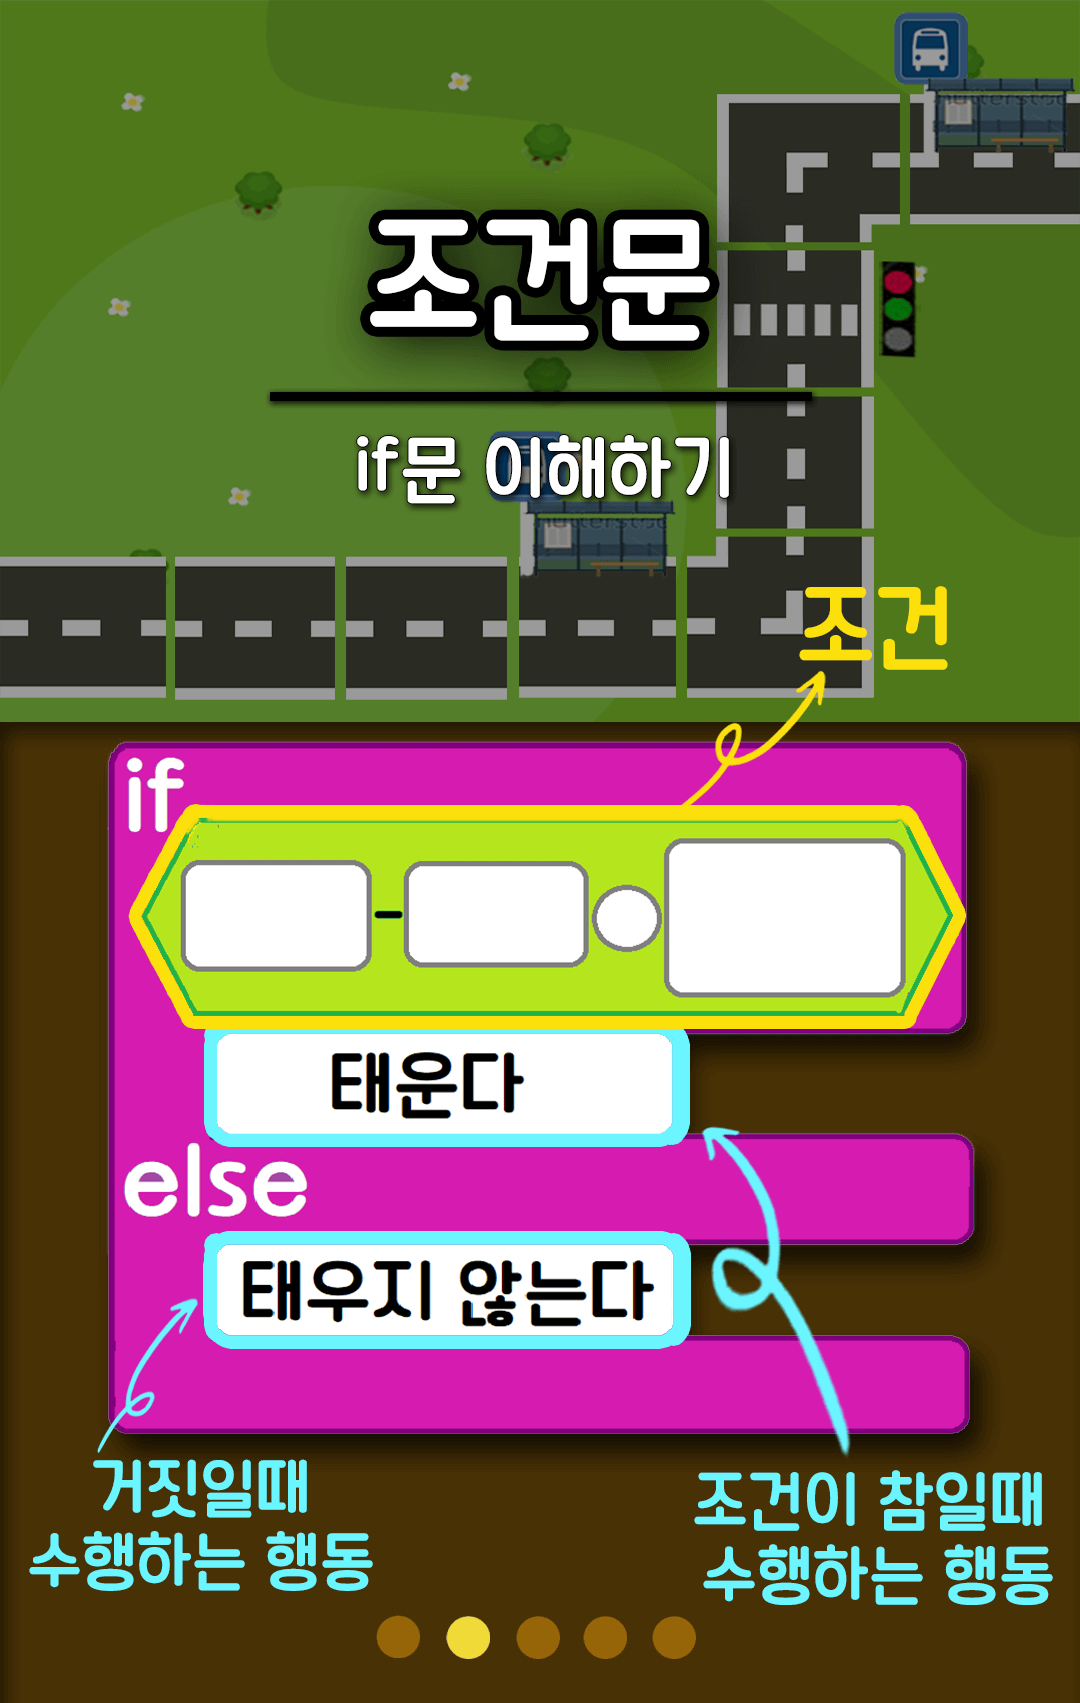 조건문
if문 이해하기
조건
if
-
태운다
else
태우지 않는다
거짓일때
수행하는 행동
조건이 참일때
수행하는 행동